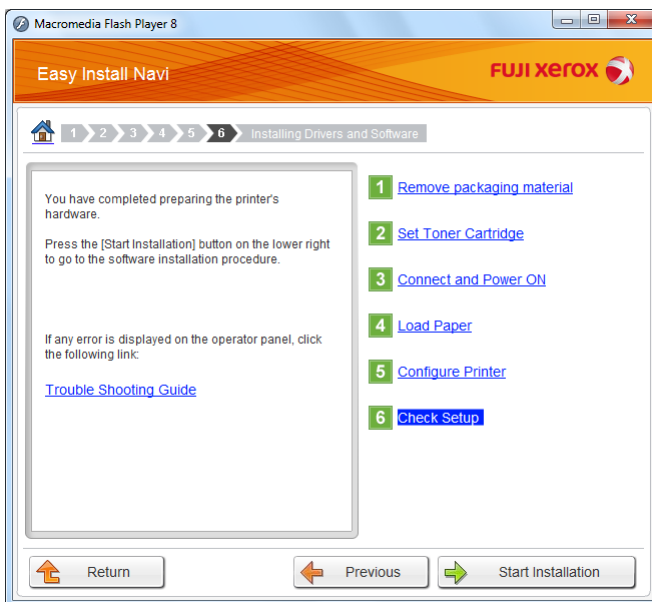 Macromedia Flash Player 8
Easy Install Navi
FUJI xerox
1 2 3 4 5 6 Installing Drivers and Software
You have completed preparing the printer's
hardware.
Press the [Start Installation] button on the lower right
to go to the software installation procedure.
If any error is displayed on the operator panel, click
the following link:
Trouble Shooting Guide
1 Remove packaging material
2 Set Toner Cartridge
3 Connect and Power ON
4 Load Paper
5 Configure Printer
6 Check Setup
Return
Previous
Start Installation